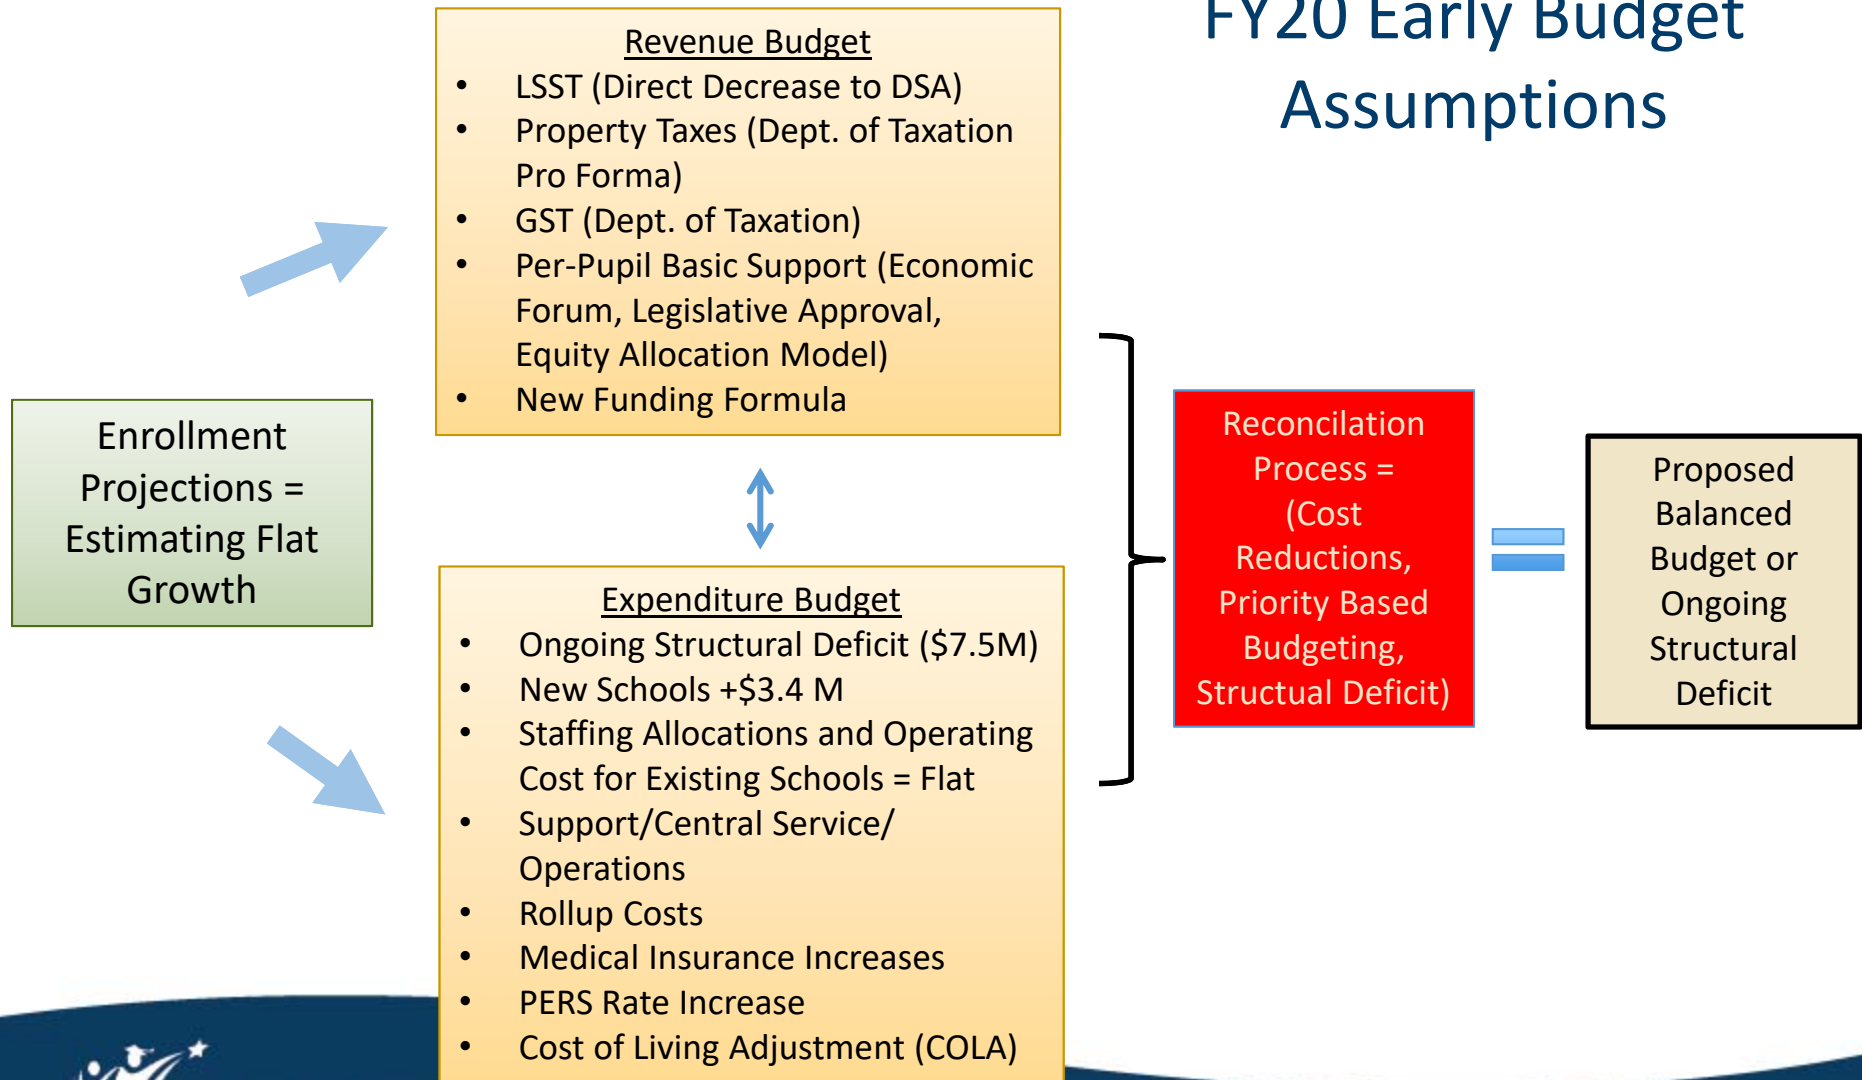 FY20 Early Budget
Assumptions
Revenue Budget
• LSST (Direct Decrease to DSA)
• Property Taxes (Dept. of Taxation
Pro Forma)
• GST (Dept. of Taxation)
• Per-Pupil Basic Support (Economic
Forum, Legislative Approval,
Equity Allocation Model)
• New Funding Formula
Enrollment
Projections =
Estimating Flat
Growth
Expenditure Budget
• Ongoing Structural Deficit ($7.5M)
• New Schools +$3.4 M
• Staffing Allocations and Operating
Cost for Existing Schools = Flat
• Support/Central Service/
Operations
• Rollup Costs
• Medical Insurance Increases
• PERS Rate Increase
• Cost of Living Adjustment (COLA)
Reconcilation
Process =
(Cost
Reductions,
Priority Based
Budgeting,
Structual Deficit)
Proposed
Balanced
Budget or
Ongoing
Structural
Deficit